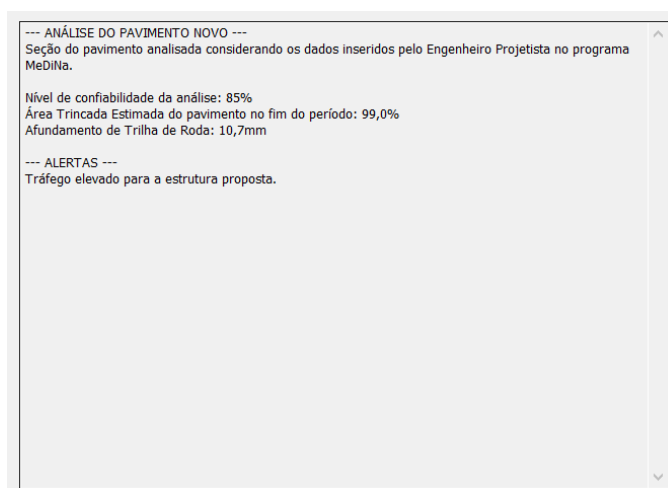 --- ANÁLISE DO PAVIMENTO NOVO ---
Seção do pavimento analisada considerando os dados inseridos pelo Engenheiro Projetista no programa
MeDiNa.
Nível de confiabilidade da análise: 85%
Área Trincada Estimada do pavimento no fim do período: 99,0%
Afundamento de Trilha de Roda: 10,7mm
--- ALERTAS ---
Tráfego elevado para a estrutura proposta.